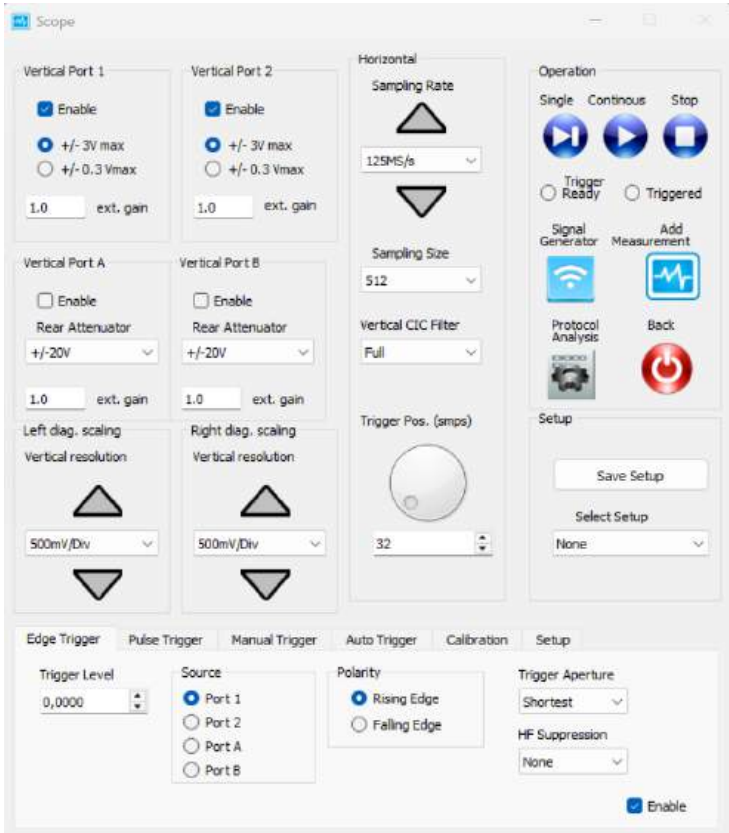 Scope
Vertical Port 1
Enable
+/- 3V max
+/- 0.3 Vmax
1.0 ext. gain
Vertical Port 2
Enable
+/- 3V max
+/- 0.3 Vmax
1.0 ext. gain
Vertical Port A
Enable
Rear Attenuator
+/-20V
1.0 ext. gain
Vertical Port B
Enable
Rear Attenuator
+/-20V
1.0 ext. gain
Left diag. scaling
Vertical resolution
500mV/Div
Right diag. scaling
Vertical resolution
500mV/Div
Horizontal
Sampling Rate
125MS/s
Sampling Size
512
Vertical CIC Filter
Full
Trigger Pos. (smps)
32
Operation
Single Continous Stop
Trigger
Ready
Triggered
Signal
Generator
Add
Measurement
Protocol
Analysis
Back
Setup
Save Setup
Select Setup
None
Edge Trigger Pulse Trigger Manual Trigger Auto Trigger Calibration Setup
Trigger Level
0,0000
Source
Port 1
Port 2
Port A
Port B
Polarity
Rising Edge
Falling Edge
Trigger Aperture
Shortest
HF Suppression
None
Enable